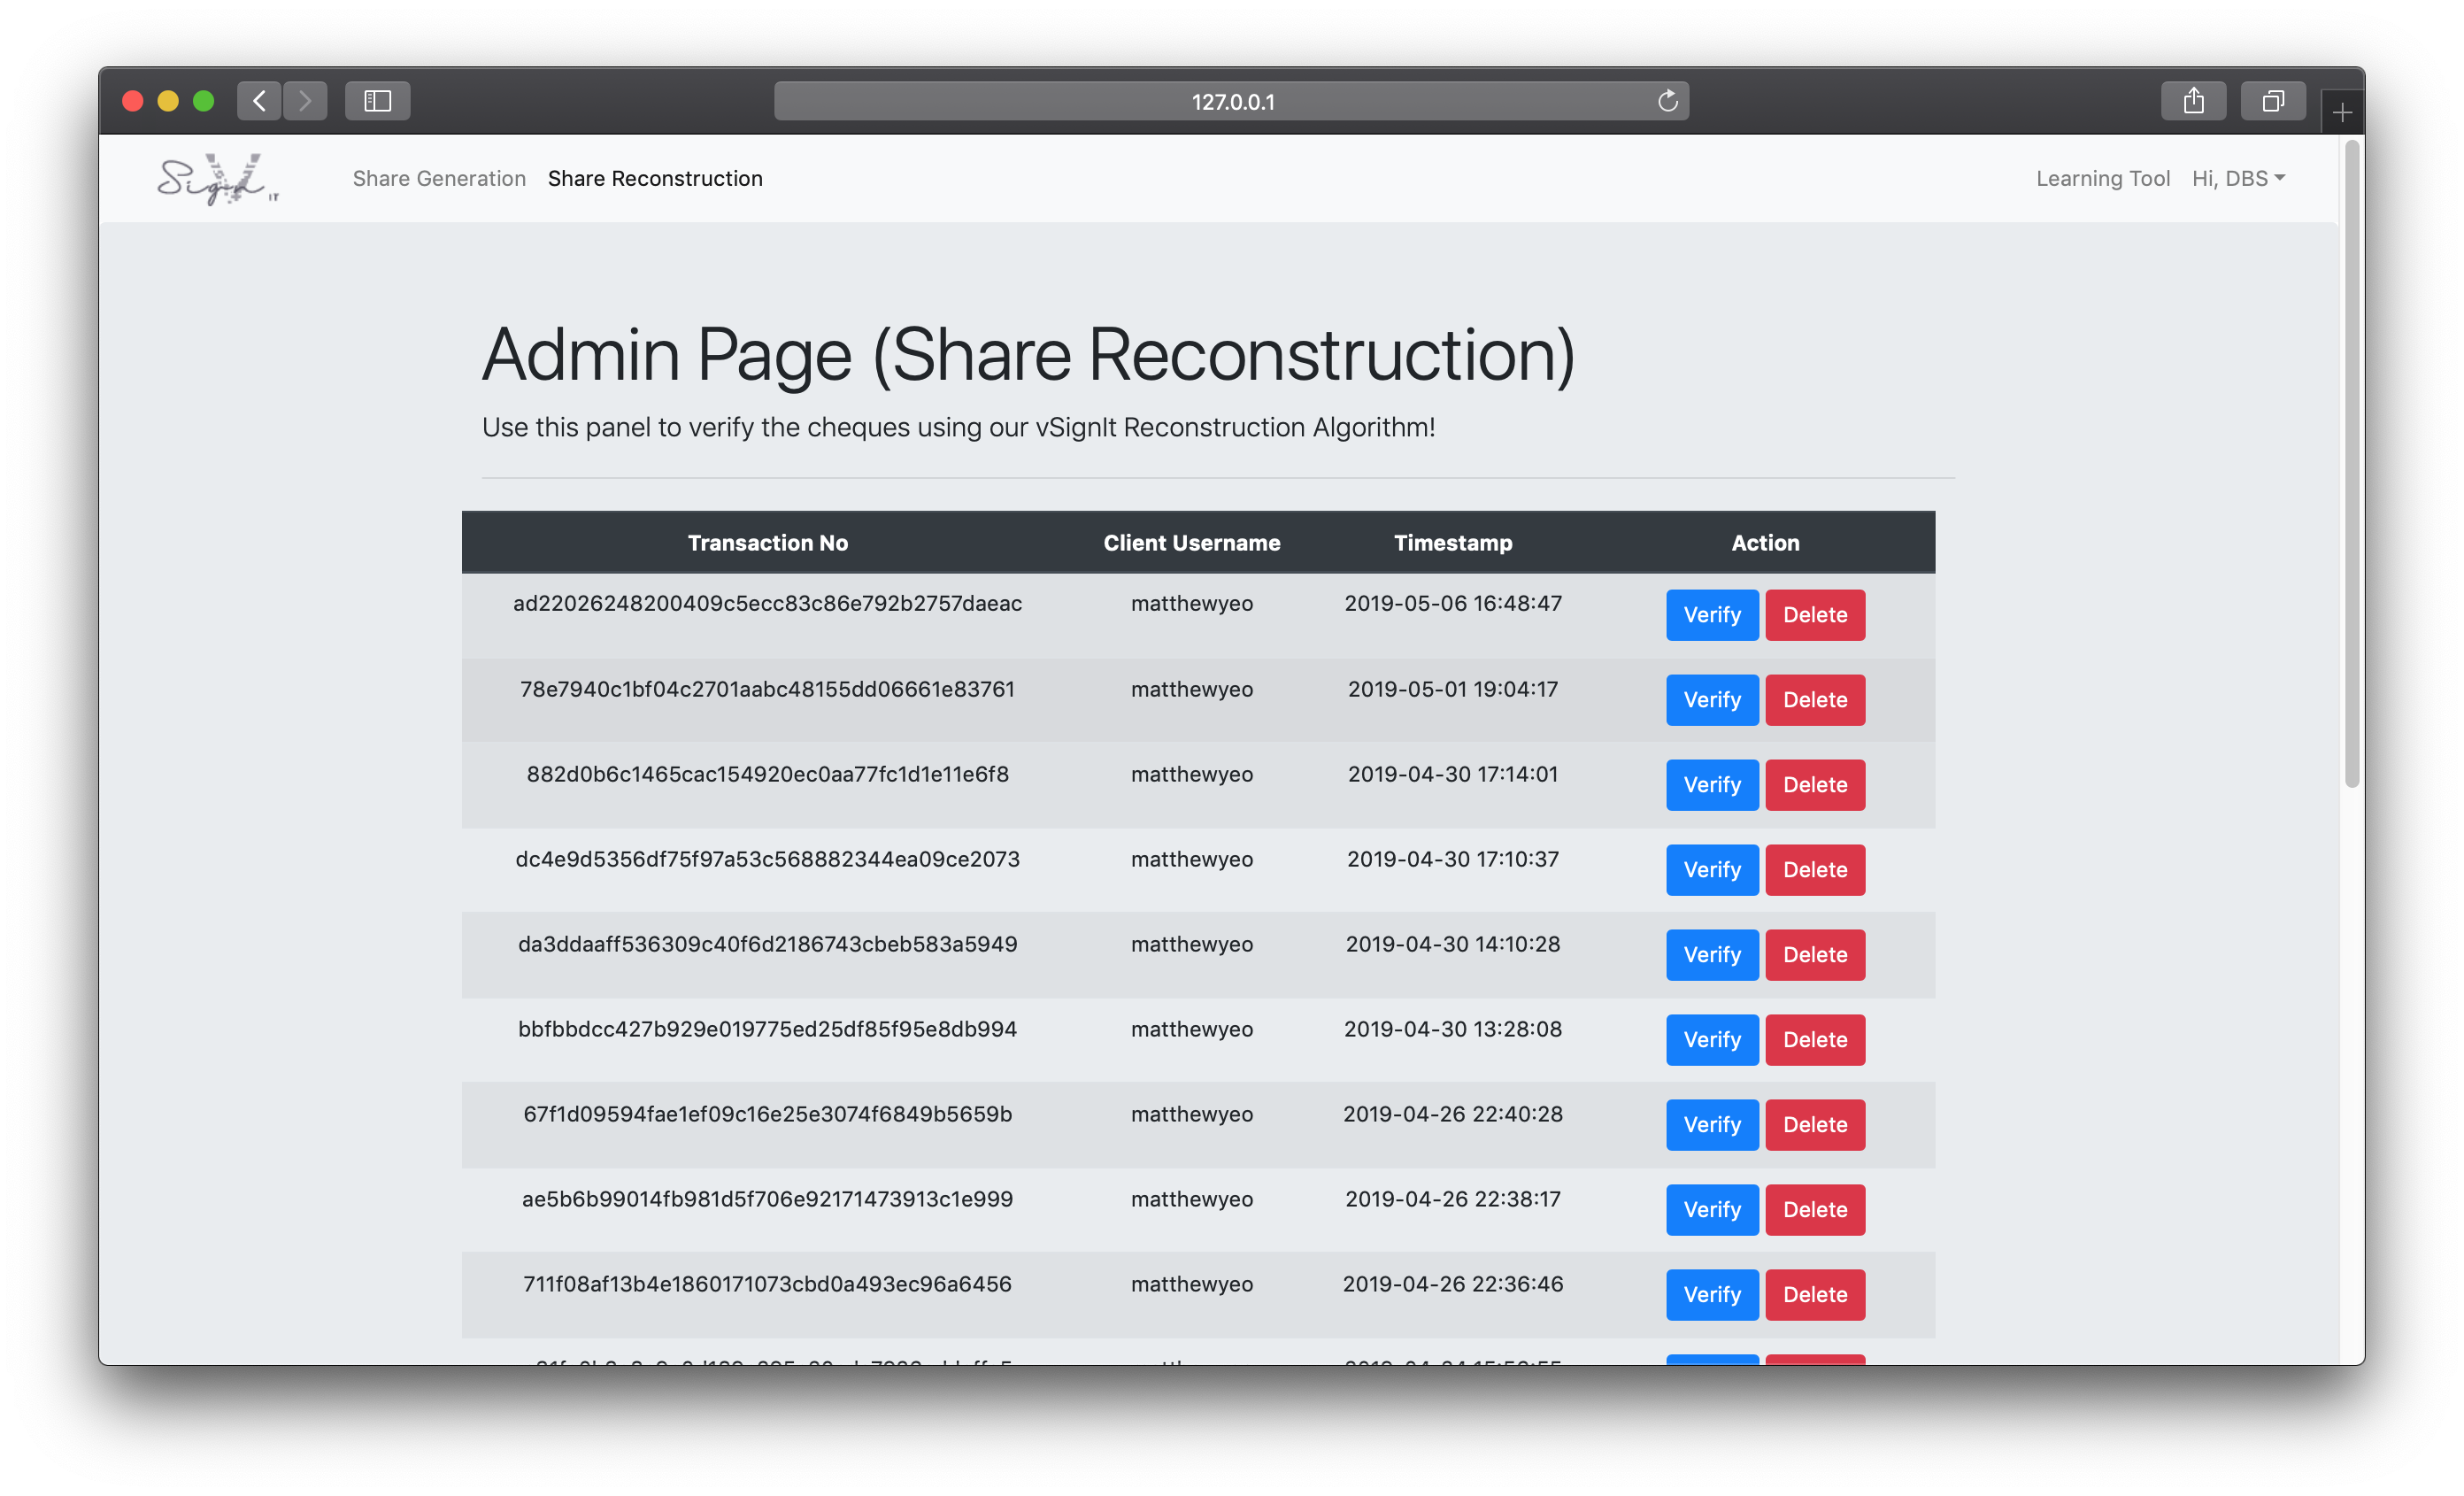 127.0.0.1
Sign V IT
Share Generation Share Reconstruction Learning Tool Hi, DBS
Admin Page (Share Reconstruction)
Use this panel to verify the cheques using our vSignIt Reconstruction Algorithm!
Transaction No Client Username Timestamp Action
ad22026248200409c5ecc83c86e792b2757daeac matthewyeo 2019-05-06 16:48:47 Verify Delete
78e7940c1bf04c2701aabc48155dd06661e83761 matthewyeo 2019-05-01 19:04:17 Verify Delete
882d0b6c1465cac154920ec0aa77fc1d1e11e6f8 matthewyeo 2019-04-30 17:14:01 Verify Delete
dc4e9d5356df75f97a53c568882344ea09ce2073 matthewyeo 2019-04-30 17:10:37 Verify Delete
da3ddaaff536309c40f6d2186743cbeb583a5949 matthewyeo 2019-04-30 14:10:28 Verify Delete
bbfbbdcc427b929e019775ed25df85f95e8db994 matthewyeo 2019-04-30 13:28:08 Verify Delete
67f1d09594fae1ef09c16e25e3074f6849b5659b matthewyeo 2019-04-26 22:40:28 Verify Delete
ae5b6b99014fb981d5f706e92171473913c1e999 matthewyeo 2019-04-26 22:38:17 Verify Delete
711f08af13b4e1860171073cbd0a493ec96a6456 matthewyeo 2019-04-26 22:36:46 Verify Delete